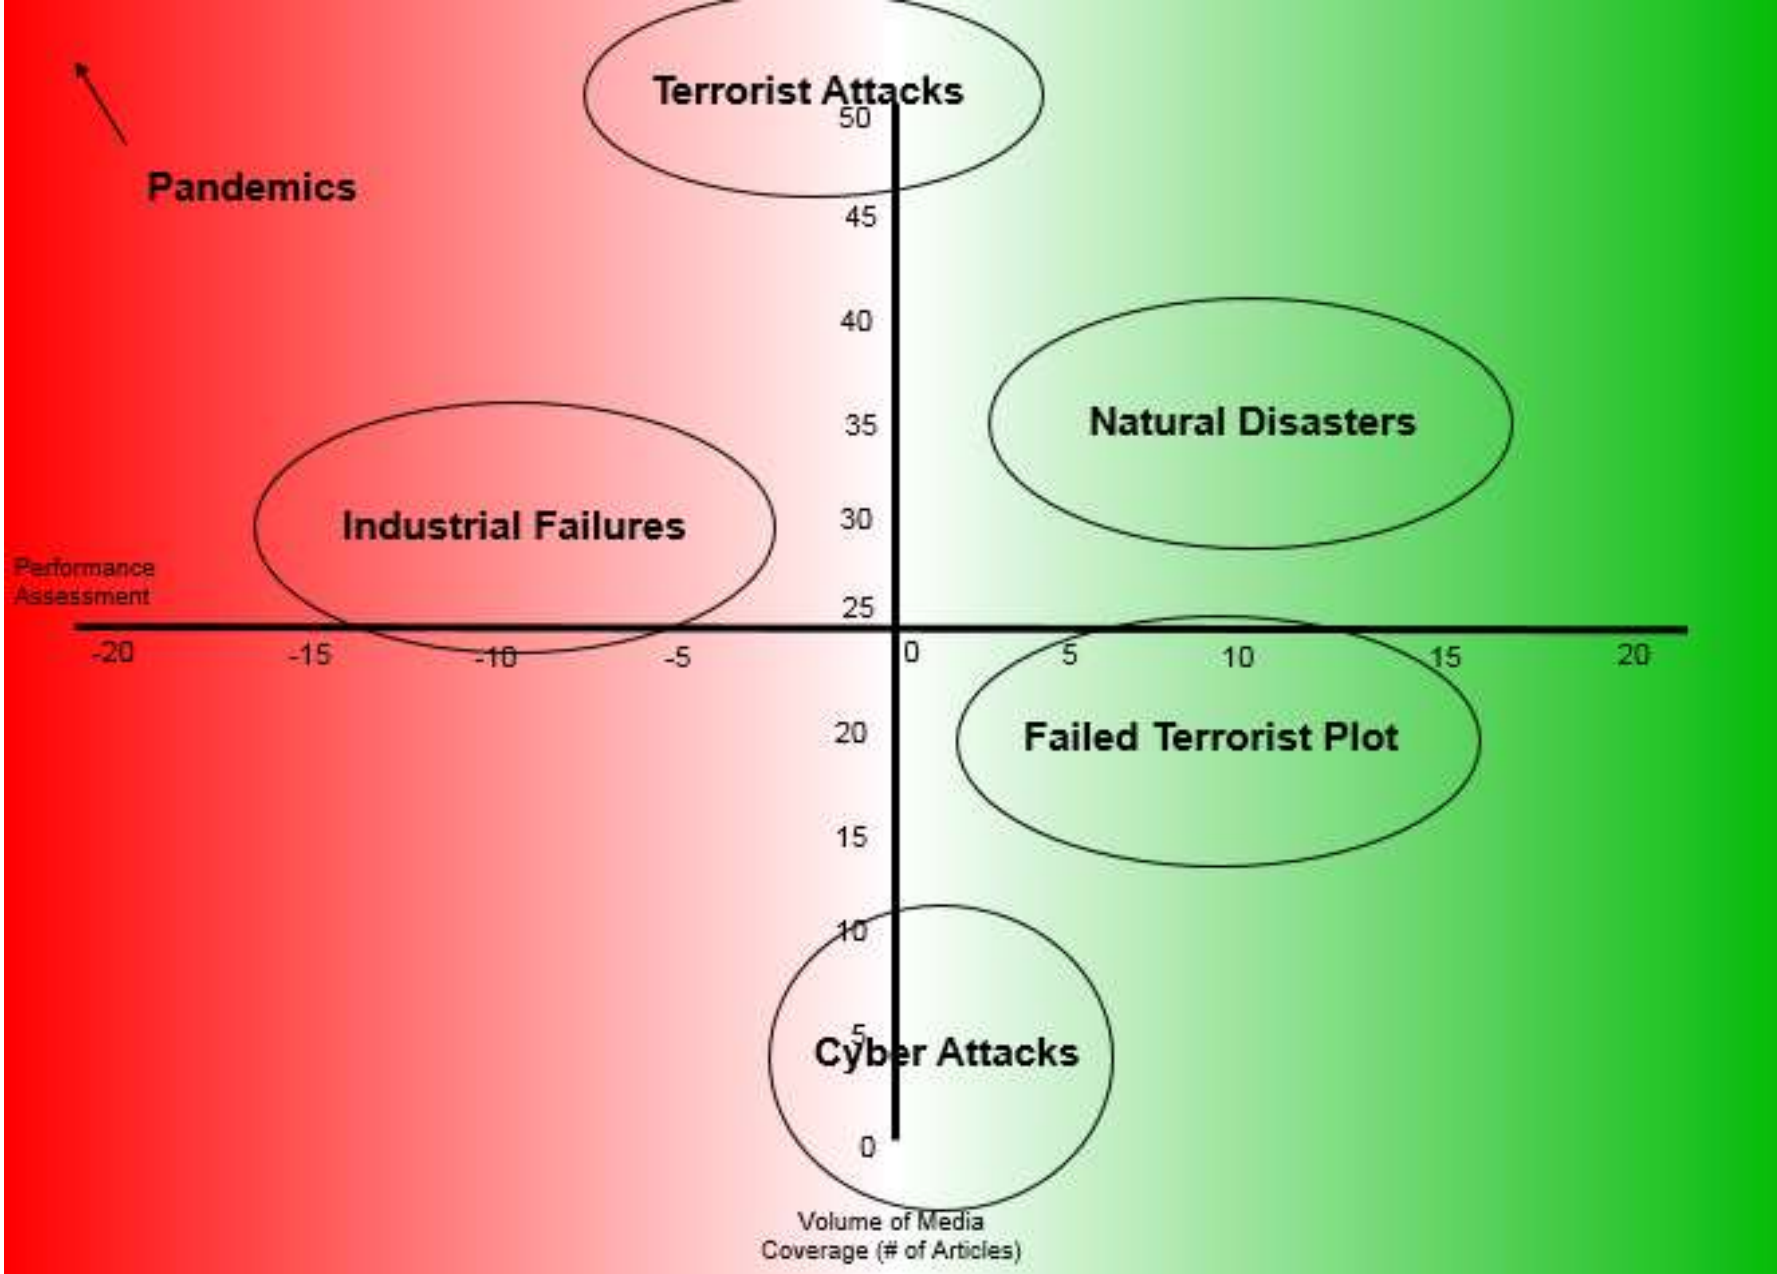 Terrorist Attacks
50
Pandemics
45
40
35
Natural Disasters
30
Industrial Failures
Performance
Assessment
25
-20 -15 -10 -5 0 5 10 15 20
20
Failed Terrorist Plot
15
10
5
Cyber Attacks
0
Volume of Media
Coverage (# of Articles)